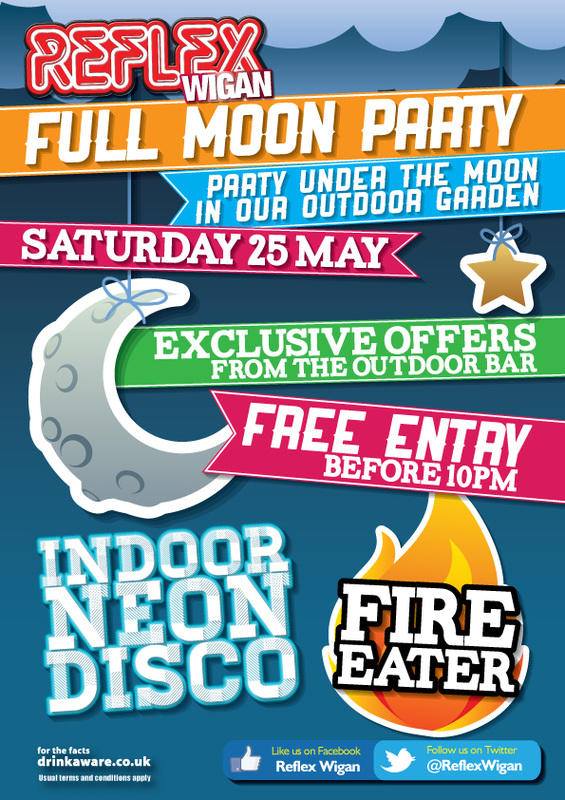 REFLEX
WIGAN
FULL MOON PARTY
PARTY UNDER THE MOON
IN OUR OUTDOOR GARDEN
SATURDAY 25 MAY
EXCLUSIVE OFFERS
FROM THE OUTDOOR BAR
FREE ENTRY
BEFORE 10PM
INDOOR
NEON
DISCO
FIRE
EATER
for the facts
drinkaware.co.uk
Usual terms and conditions apply
Like us on Facebook
Reflex Wigan
Follow us on Twitter
@ReflexWigan